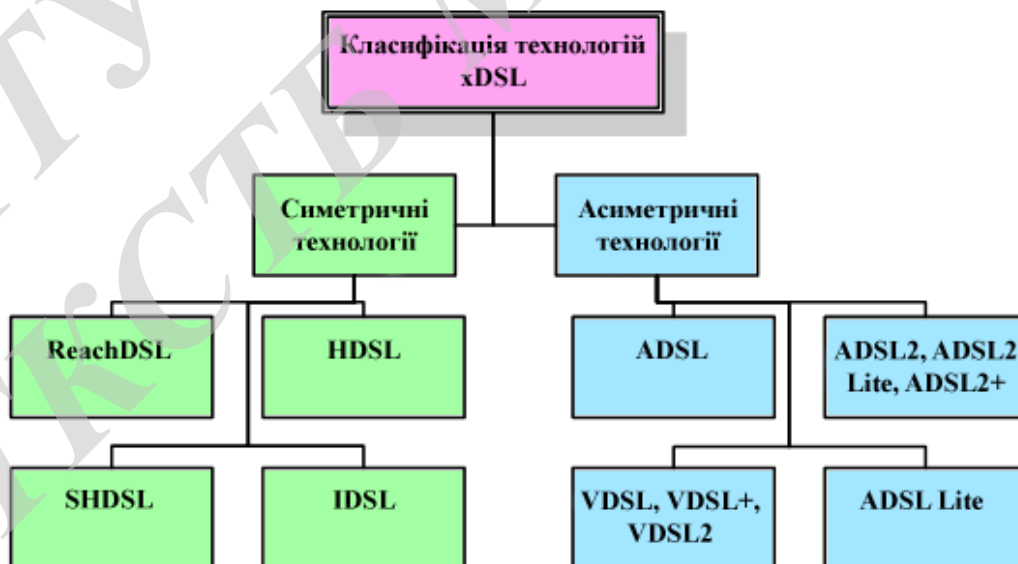 Класифікація технологій
xDSL
Симетричні
технології
Асиметричні
технології
ReachDSL
HDSL
ADSL
ADSL2, ADSL2
Lite, ADSL2+
SHDSL
IDSL
VDSL, VDSL+,
VDSL2
ADSL Lite